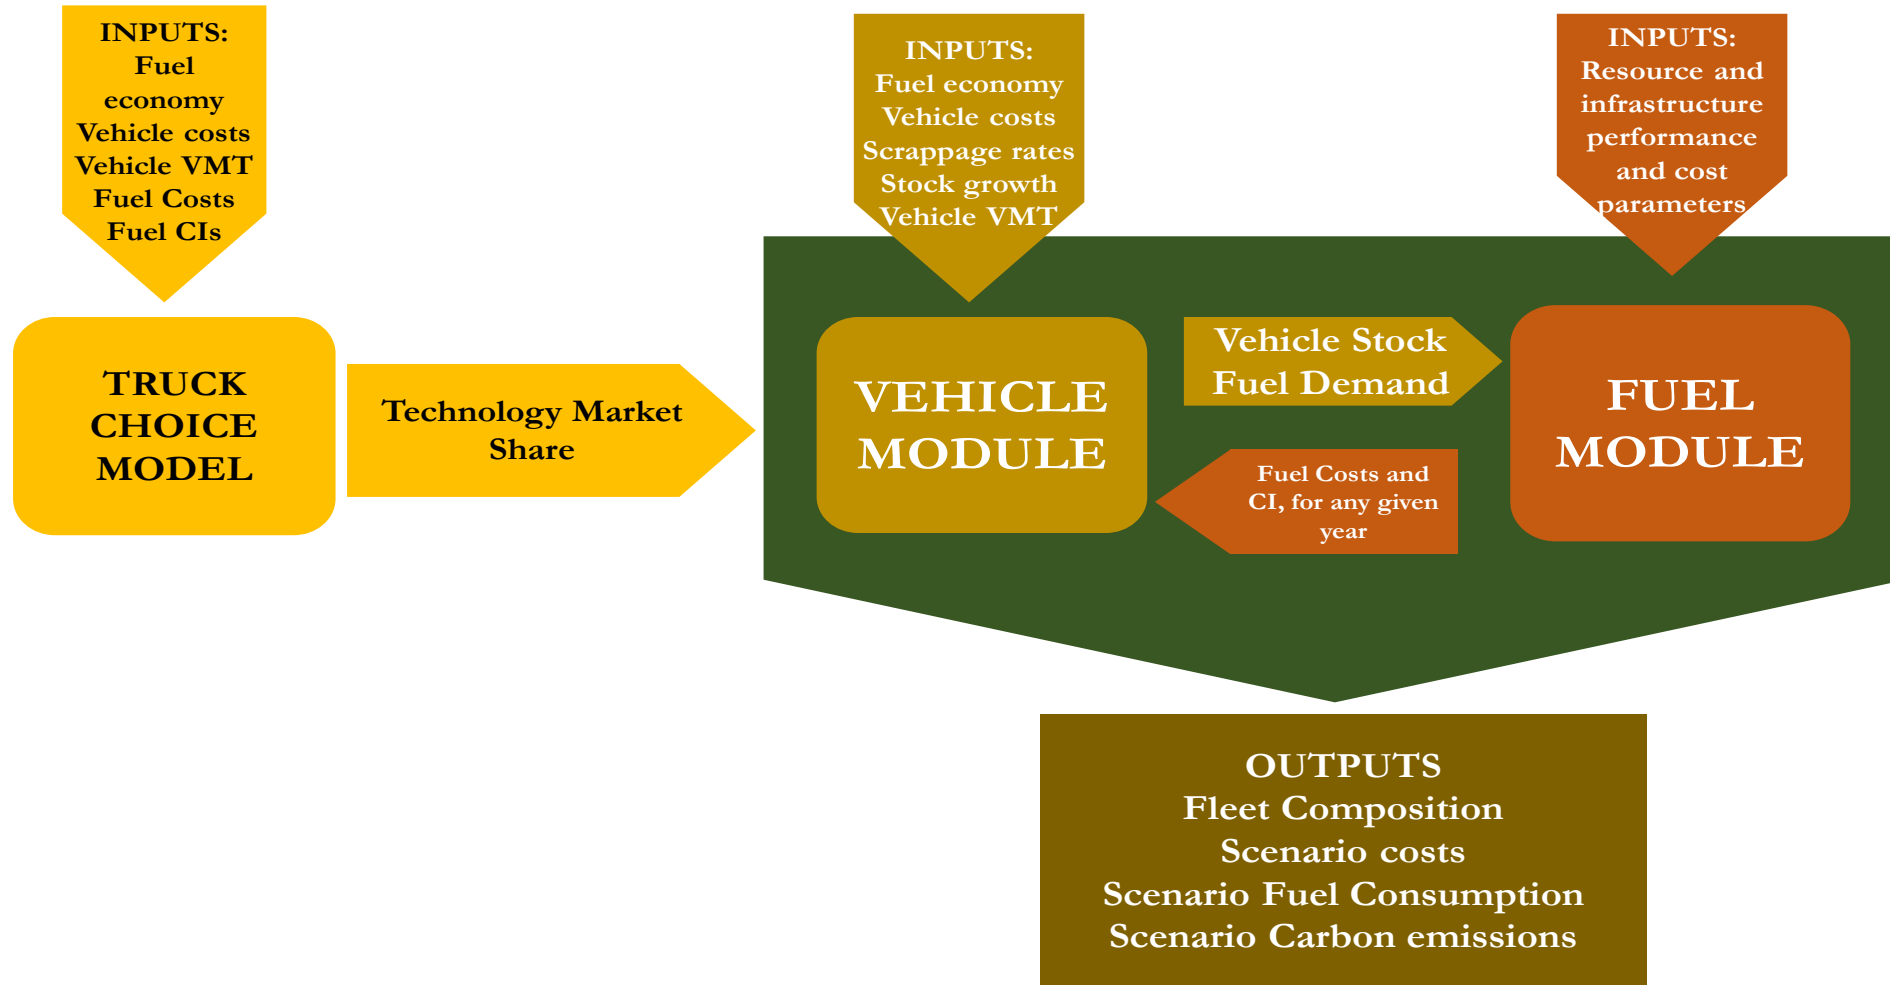 INPUTS:
Fuel
economy
Vehicle costs
Vehicle VMT
Fuel Costs
Fuel CIs
INPUTS:
Fuel economy
Vehicle costs
Scrappage rates
Stock growth
Vehicle VMT
INPUTS:
Resource and
infrastructure
performance
and cost
parameters
TRUCK
CHOICE
MODEL
Technology Market
Share
VEHICLE
MODULE
Vehicle Stock
Fuel Demand
Fuel Costs and
CI, for any given
year
FUEL
MODULE
OUTPUTS
Fleet Composition
Scenario costs
Scenario Fuel Consumption
Scenario Carbon emissions